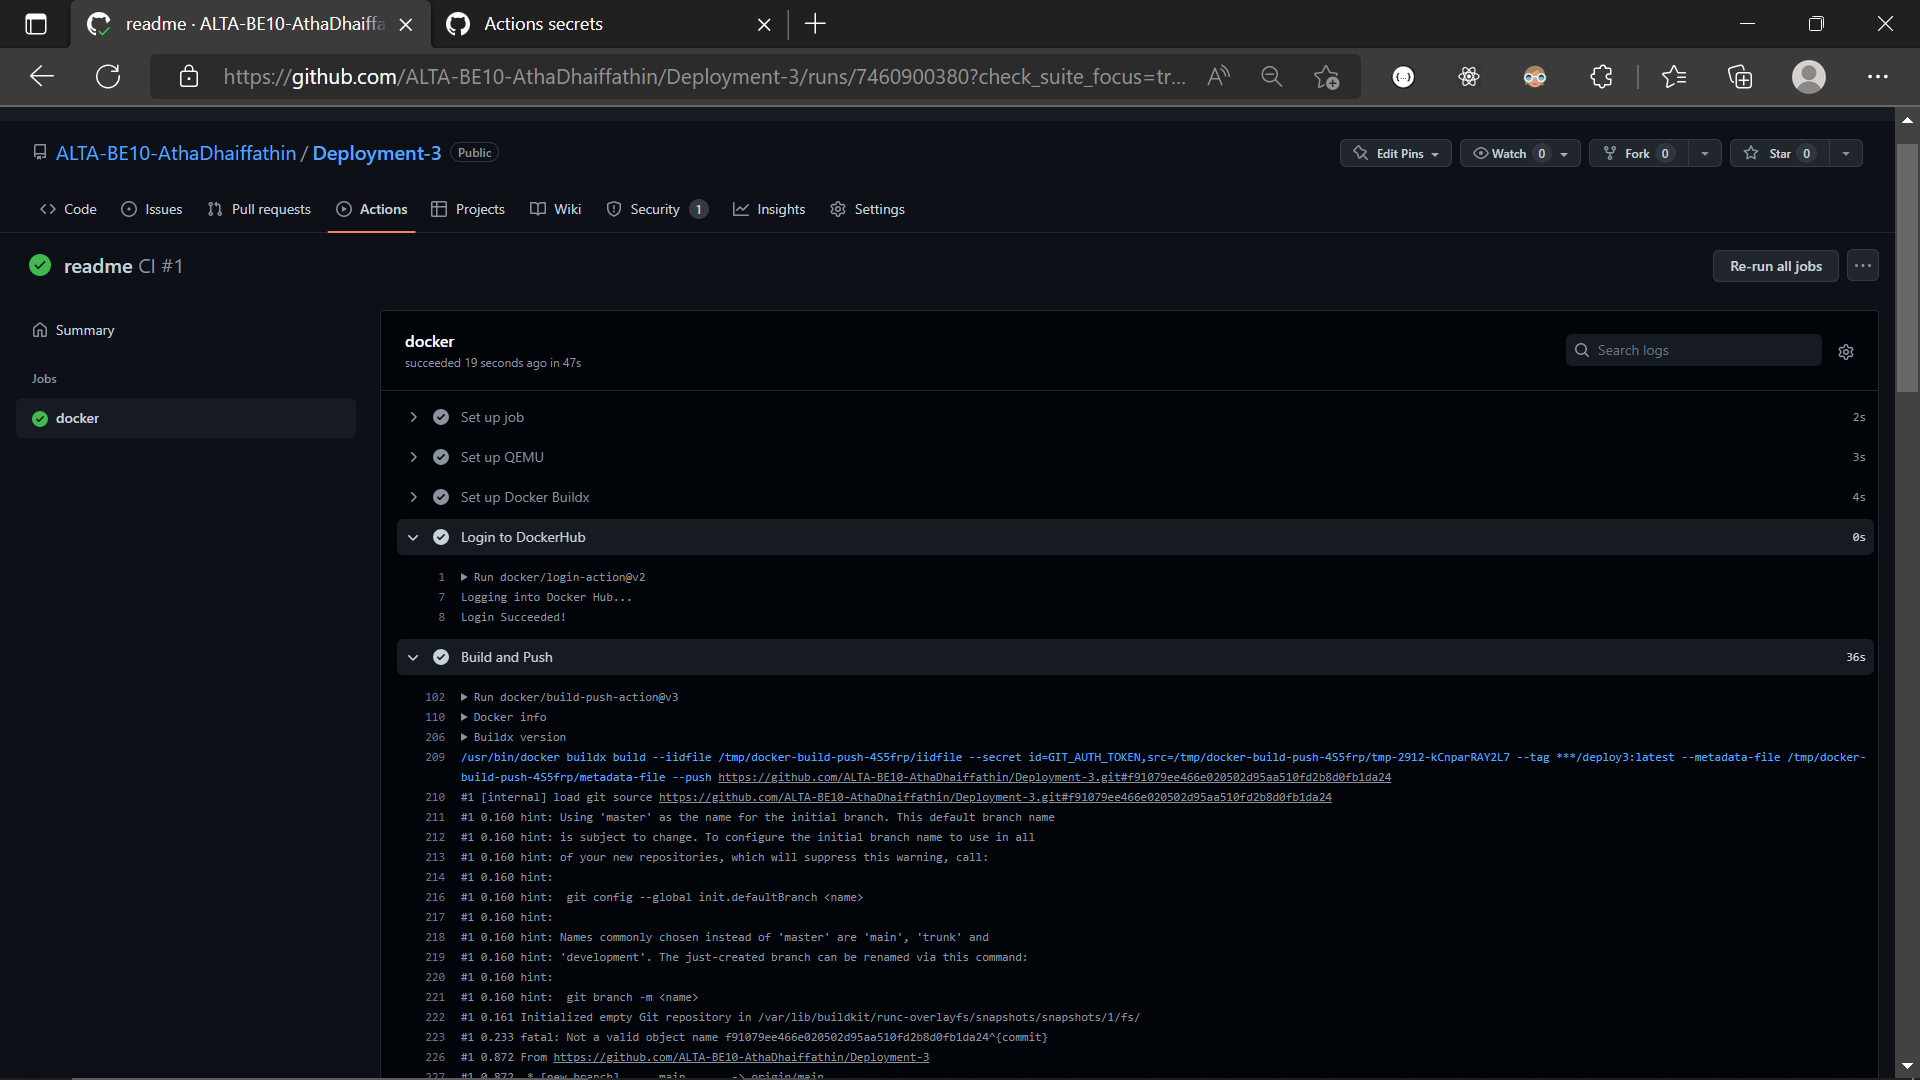 readme · ALTA-BE10-AthaDhaiffa
Actions secrets
https://github.com/ALTA-BE10-AthaDhaiffathin/Deployment-3/runs/7460900380?check_suite_focus=tr...
ALTA-BE10-AthaDhaiffathin / Deployment-3 Public
Edit Pins
Watch 0
Fork 0
Star 0
Code
Issues
Pull requests
Actions
Projects
Wiki
Security 1
Insights
Settings
readme CI #1
Re-run all jobs
Summary
Jobs
docker
docker
succeeded 19 seconds ago in 47s
Search logs
Set up job 2s
Set up QEMU 3s
Set up Docker Buildx 4s
Login to DockerHub 0s
1 Run docker/login-action@v2
7 Logging into Docker Hub...
8 Login Succeeded!
Build and Push 36s
102 Run docker/build-push-action@v3
110 Docker info
206 Buildx version
209 /usr/bin/docker buildx build --iidfile /tmp/docker-build-push-4S5frp/iidfile --secret id=GIT_AUTH_TOKEN,src=/tmp/docker-build-push-4S5frp/tmp-2912-kCnparRAY2L7 --tag ***/deploy3:latest --metadata-file /tmp/docker-
build-push-4S5frp/metadata-file --push https://github.com/ALTA-BE10-AthaDhaiffathin/Deployment-3.git#f91079ee466e020502d95aa510fd2b8d0fb1da24
210 #1 [internal] load git source https://github.com/ALTA-BE10-AthaDhaiffathin/Deployment-3.git#f91079ee466e020502d95aa510fd2b8d0fb1da24
211 #1 0.160 hint: Using 'master' as the name for the initial branch. This default branch name
212 #1 0.160 hint: is subject to change. To configure the initial branch name to use in all
213 #1 0.160 hint: of your new repositories, which will suppress this warning, call:
214 #1 0.160 hint:
216 #1 0.160 hint:  git config --global init.defaultBranch <name>
217 #1 0.160 hint:
218 #1 0.160 hint: Names commonly chosen instead of 'master' are 'main', 'trunk' and
219 #1 0.160 hint: 'development'. The just-created branch can be renamed via this command:
220 #1 0.160 hint:
221 #1 0.160 hint:  git branch -m <name>
222 #1 0.161 Initialized empty Git repository in /var/lib/buildkit/runc-overlayfs/snapshots/snapshots/1/fs/
223 #1 0.233 fatal: Not a valid object name f91079ee466e020502d95aa510fd2b8d0fb1da24^{commit}
226 #1 0.872 From https://github.com/ALTA-BE10-AthaDhaiffathin/Deployment-3
227 #1 0.872  * [new branch]      main       -> origin/main